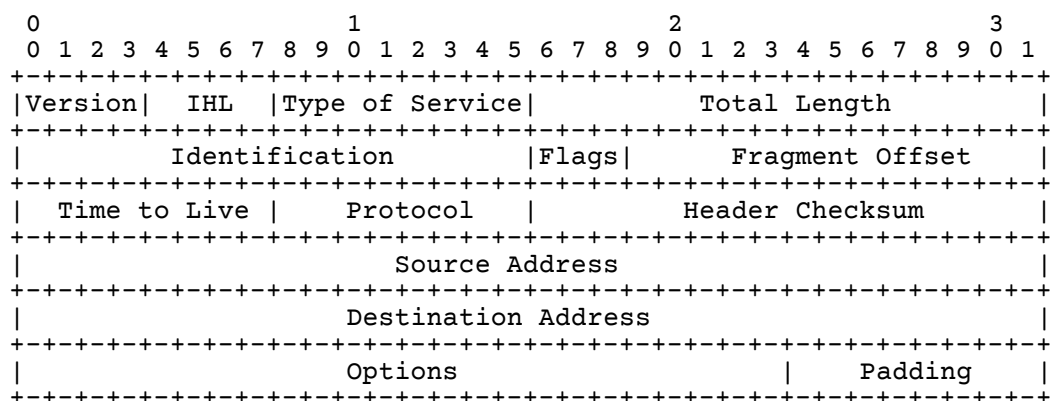 0                   1                   2                   3
 0 1 2 3 4 5 6 7 8 9 0 1 2 3 4 5 6 7 8 9 0 1 2 3 4 5 6 7 8 9 0 1
+-+-+-+-+-+-+-+-+-+-+-+-+-+-+-+-+-+-+-+-+-+-+-+-+-+-+-+-+-+-+-+-+
|Version|  IHL  |Type of Service|          Total Length         |
+-+-+-+-+-+-+-+-+-+-+-+-+-+-+-+-+-+-+-+-+-+-+-+-+-+-+-+-+-+-+-+-+
|         Identification        |Flags|      Fragment Offset    |
+-+-+-+-+-+-+-+-+-+-+-+-+-+-+-+-+-+-+-+-+-+-+-+-+-+-+-+-+-+-+-+-+
|  Time to Live |    Protocol   |         Header Checksum       |
+-+-+-+-+-+-+-+-+-+-+-+-+-+-+-+-+-+-+-+-+-+-+-+-+-+-+-+-+-+-+-+-+
|                       Source Address                          |
+-+-+-+-+-+-+-+-+-+-+-+-+-+-+-+-+-+-+-+-+-+-+-+-+-+-+-+-+-+-+-+-+
|                    Destination Address                        |
+-+-+-+-+-+-+-+-+-+-+-+-+-+-+-+-+-+-+-+-+-+-+-+-+-+-+-+-+-+-+-+-+
|                    Options                    |    Padding    |
+-+-+-+-+-+-+-+-+-+-+-+-+-+-+-+-+-+-+-+-+-+-+-+-+-+-+-+-+-+-+-+-+